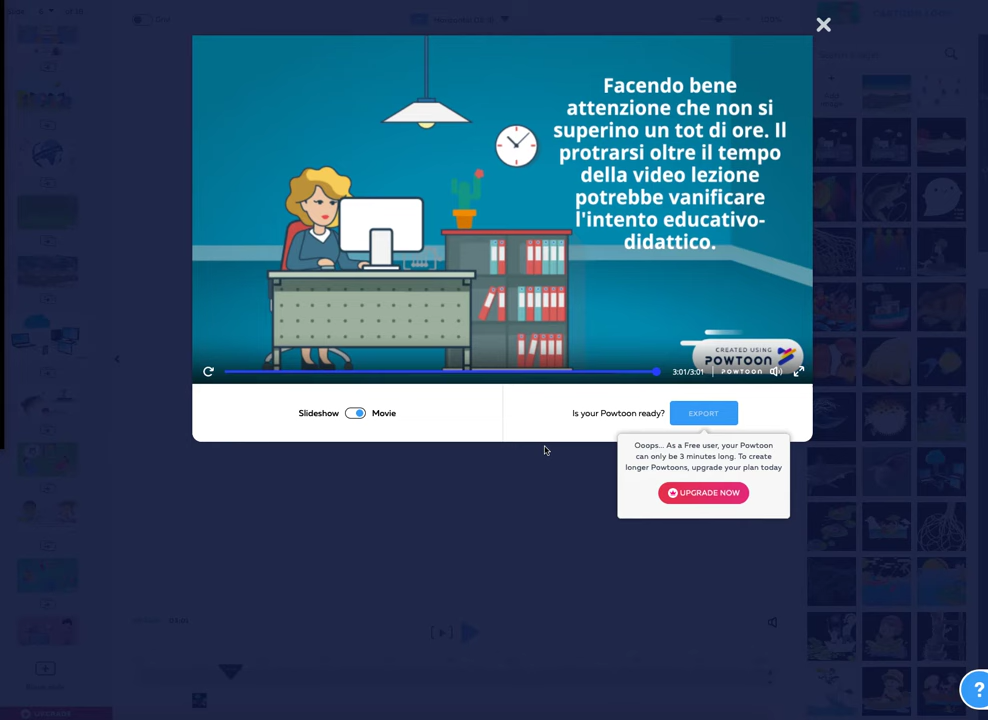 Facendo bene
attenzione che non si
superino un tot di ore. Il
protrarsi oltre il tempo
della video lezione
potrebbe vanificare
l'intento educativo-
didattico.
CREATED USING
POWTOON
3:01/3:01
POWTOON
Slideshow
Movie
Is your Powtoon ready?
EXPORT
Ooops... As a Free user, your Powtoon
can only be 3 minutes long. To create
longer Powtoons, upgrade your plan today
UPGRADE NOW
?